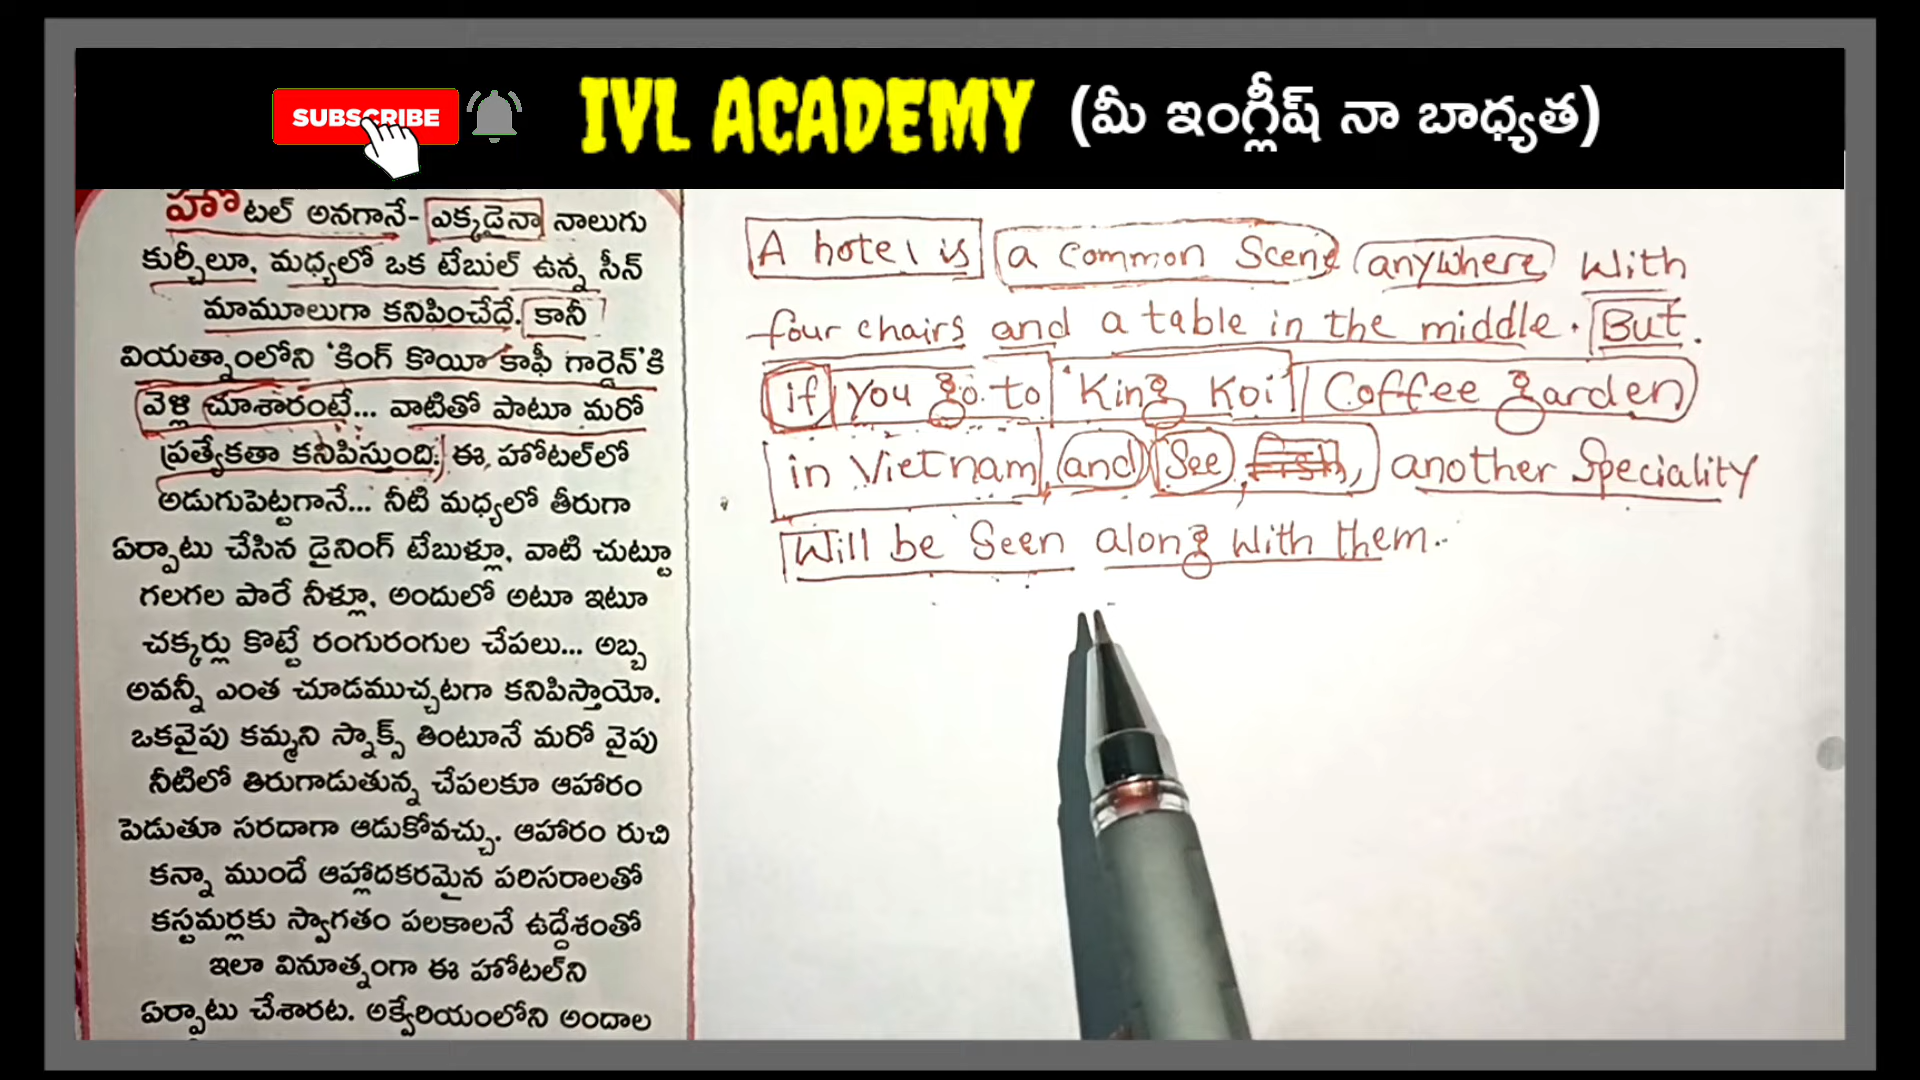 SUBSCRIBE
IVL ACADEMY (మీ ఇంగ్లీష్ నా బాధ్యత)
హోటల్ అనగానే- ఎక్కడైనా నాలుగు
కుర్చీలూ, మధ్యలో ఒక టేబుల్ ఉన్న సీన్
మామూలుగా కనిపించేదే. కానీ
వియత్నాంలోని 'కింగ్ కొయీ కాఫీ గార్డెన్'కి
వెళ్లి చూశారంటే... వాటితో పాటూ మరో
ప్రత్యేకతా కనిపిస్తుంది. ఈ హోటల్‌లో
అడుగుపెట్టగానే... నీటి మధ్యలో తీరుగా
ఏర్పాటు చేసిన డైనింగ్ టేబుళ్లూ, వాటి చుట్టూ
గలగల పారే నీళ్లూ, అందులో అటూ ఇటూ
చక్కర్లు కొట్టే రంగురంగుల చేపలు... అబ్బ
అవన్నీ ఎంత చూడముచ్చటగా కనిపిస్తాయో.
ఒకవైపు కమ్మని స్నాక్స్ తింటూనే మరో వైపు
నీటిలో తిరుగాడుతున్న చేపలకూ ఆహారం
పెడుతూ సరదాగా ఆడుకోవచ్చు. ఆహారం రుచి
కన్నా ముందే ఆహ్లాదకరమైన పరిసరాలతో
కస్టమర్లకు స్వాగతం పలకాలనే ఉద్దేశంతో
ఇలా వినూత్నంగా ఈ హోటల్‌ని
ఏర్పాటు చేశారట. అక్వేరియంలోని అందాల
A hotel is a common Scene anywhere with
four chairs and a table in the middle. But.
if you go to 'King Koi' Coffee garden
in Vietnam, and See, another Speciality
Will be Seen along with them.